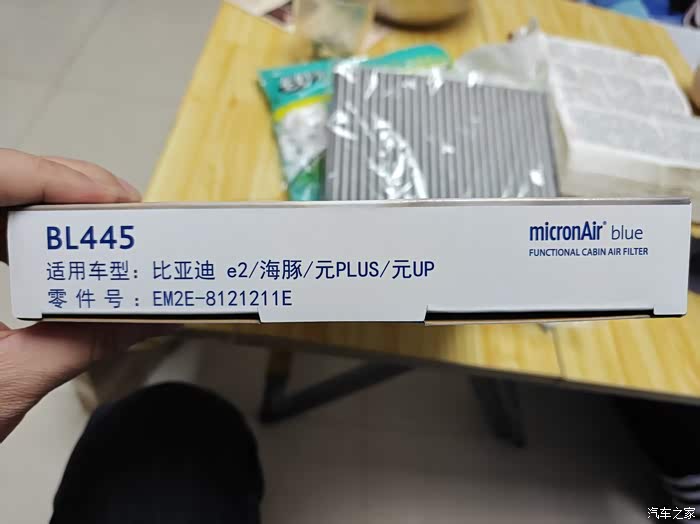 BL445
适用车型：比亚迪 e2/海豚/元PLUS/元UP
零件号：EM2E-8121211E
micronAir® blue
FUNCTIONAL CABIN AIR FILTER
汽车之家